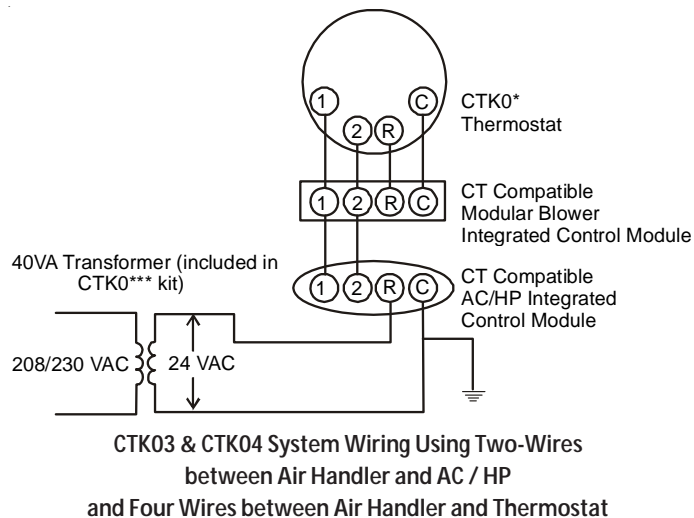 1
C
CTK0*
Thermostat
2
R
1
2
R
C
CT Compatible
Modular Blower
Integrated Control Module
40VA Transformer (included in
CTK0*** kit)
1
2
R
C
CT Compatible
AC/HP Integrated
Control Module
208/230 VAC
24 VAC
CTK03 & CTK04 System Wiring Using Two-Wires
between Air Handler and AC / HP
and Four Wires between Air Handler and Thermostat